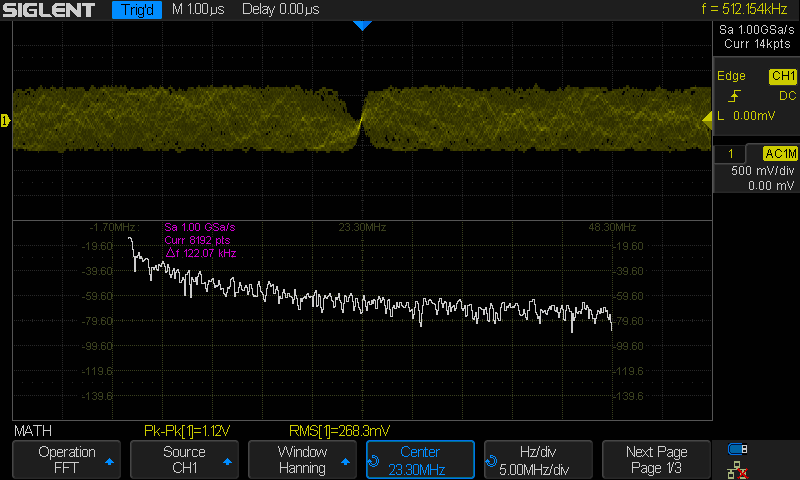 SIGLENT Trig'd M 1.00µs Delay 0.00µs f = 512.154kHz
Sa 1.00GSa/s
Curr 14kpts
Edge CH1
DC
L 0.00mV
1
1 AC1M
500 mV/div
0.00 mV
-1.70MHz: Sa 1.00 GSa/s 23.30MHz 48.30MHz
Curr 8192 pts
-19.60 Δf 122.07 kHz -19.60
-39.60 -39.60
-59.60 -59.60
-79.60 -79.60
-99.60 -99.60
-119.6 -119.6
-139.6 -139.6
MATH Pk-Pk[1]=1.12V RMS[1]=268.3mV
Operation Source Window Center Hz/div Next Page
FFT CH1 Hanning 23.30MHz 5.00MHz/div Page 1/3